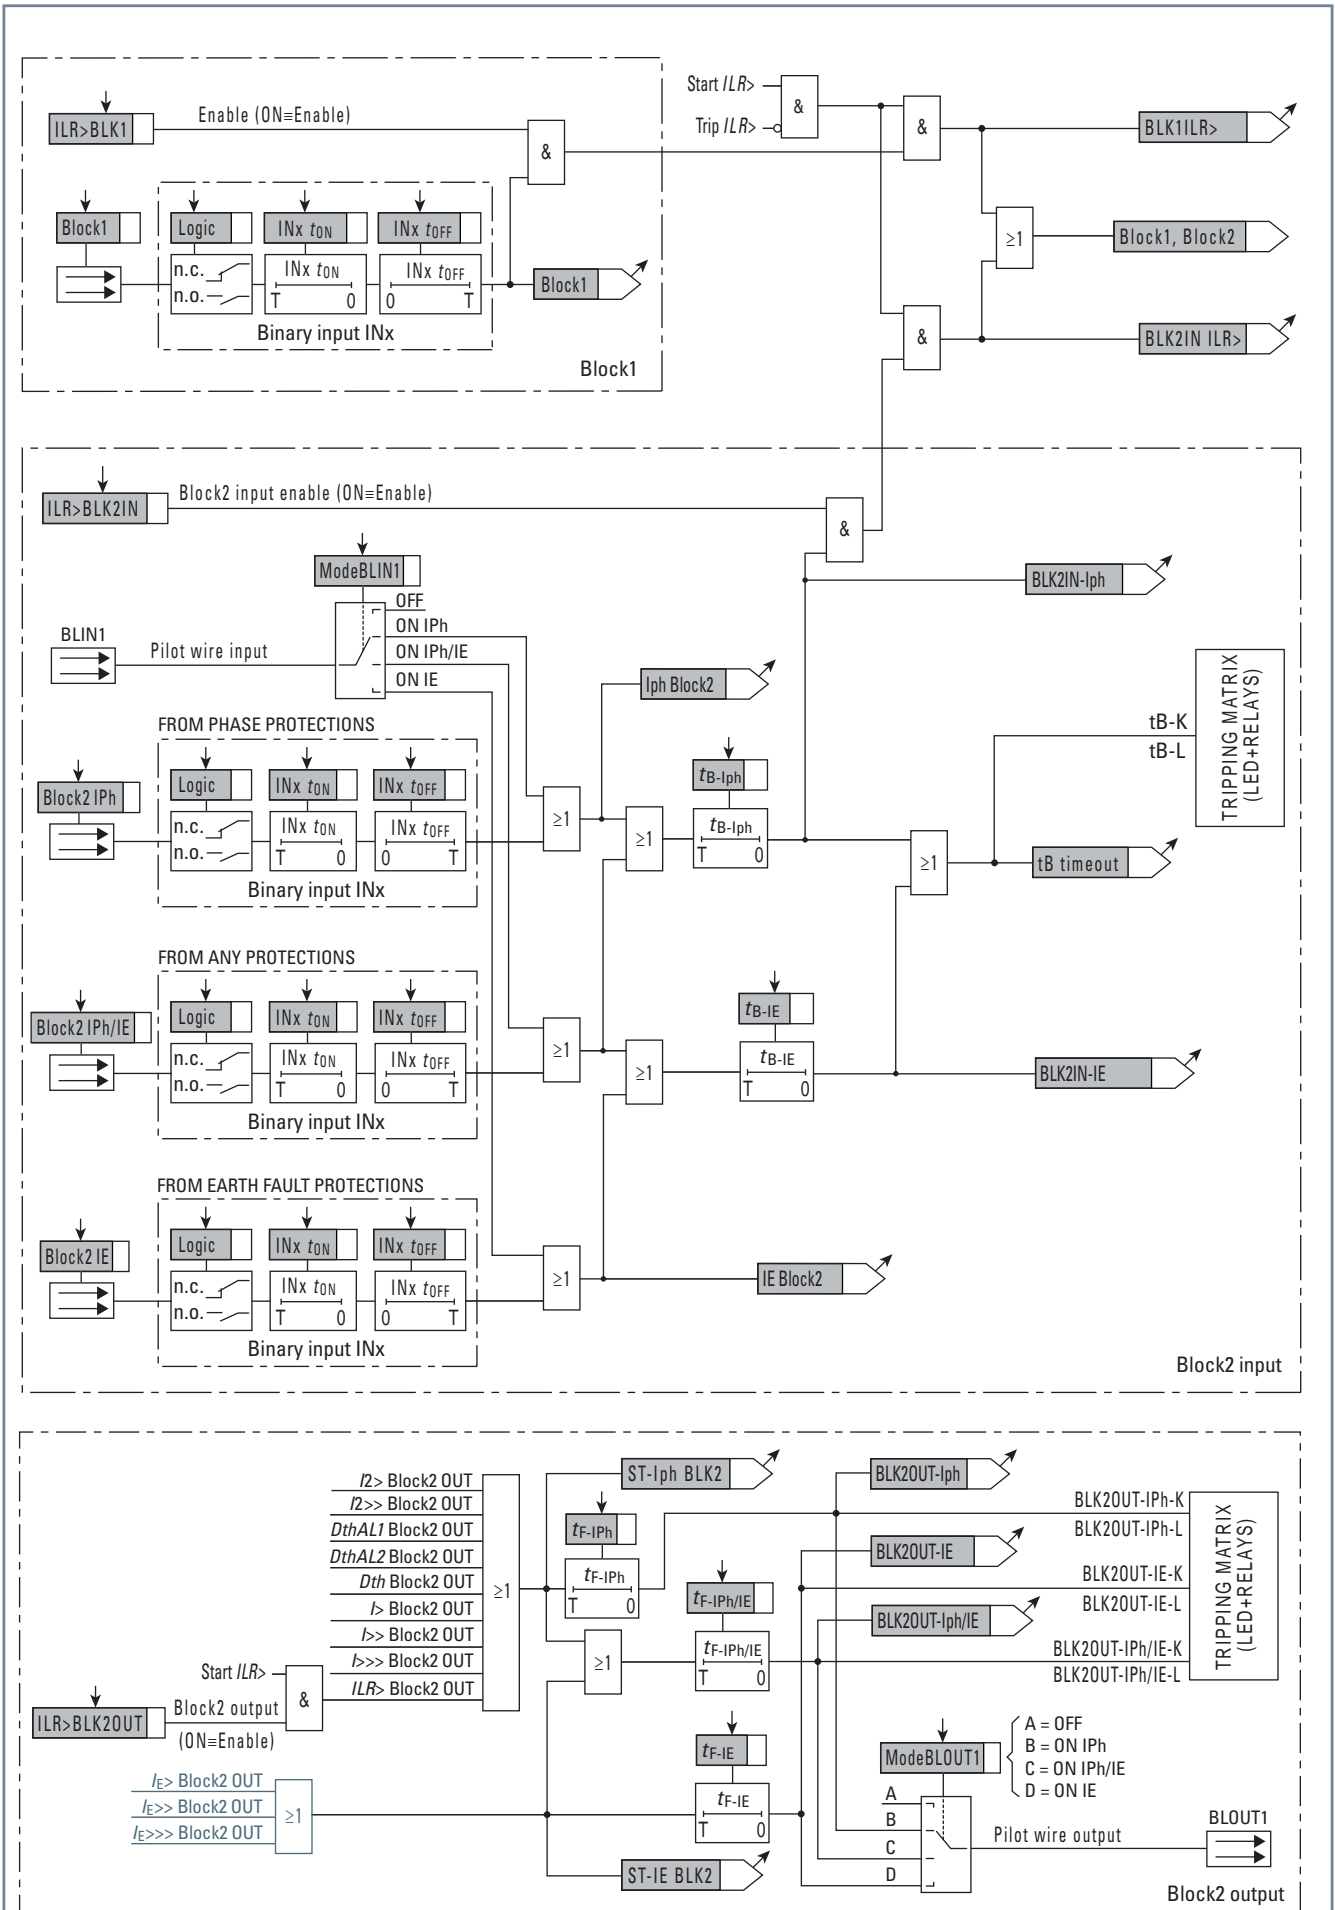 Start ILR>
Trip ILR>
&
&
ILR>BLK1
Enable (ON≡Enable)
&
BLK1ILR>
Block1
Logic
INx tON
INx tOFF
n.c.
n.o.
INx tON
T 0
INx tOFF
0 T
Block1
Binary input INx
Block1
≥1
Block1, Block2
&
BLK2IN ILR>
ILR>BLK2IN
Block2 input enable (ON≡Enable)
&
ModeBLIN1
OFF
ON IPh
ON IPh/IE
ON IE
BLIN1
Pilot wire input
BLK2IN-Iph
Iph Block2
TRIPPING MATRIX
(LED+RELAYS)
tB-K
tB-L
FROM PHASE PROTECTIONS
Block2 IPh
Logic
INx tON
INx tOFF
n.c.
n.o.
INx tON
T 0
INx tOFF
0 T
Binary input INx
≥1
≥1
tB-Iph
tB-Iph
T 0
≥1
tB timeout
FROM ANY PROTECTIONS
Block2 IPh/IE
Logic
INx tON
INx tOFF
n.c.
n.o.
INx tON
T 0
INx tOFF
0 T
Binary input INx
≥1
≥1
tB-IE
tB-IE
T 0
BLK2IN-IE
FROM EARTH FAULT PROTECTIONS
Block2 IE
Logic
INx tON
INx tOFF
n.c.
n.o.
INx tON
T 0
INx tOFF
0 T
Binary input INx
≥1
IE Block2
Block2 input
I2> Block2 OUT
I2>> Block2 OUT
DthAL1 Block2 OUT
DthAL2 Block2 OUT
Dth Block2 OUT
I> Block2 OUT
I>> Block2 OUT
I>>> Block2 OUT
ILR> Block2 OUT
≥1
Start ILR>
ILR>BLK2OUT
Block2 output
(ON≡Enable)
&
IE> Block2 OUT
IE>> Block2 OUT
IE>>> Block2 OUT
≥1
ST-Iph BLK2
tF-IPh
tF-IPh
T 0
≥1
tF-IPh/IE
tF-IPh/IE
T 0
tF-IE
tF-IE
T 0
ST-IE BLK2
BLK2OUT-Iph
BLK2OUT-IE
BLK2OUT-Iph/IE
BLK2OUT-IPh-K
BLK2OUT-IPh-L
BLK2OUT-IE-K
BLK2OUT-IE-L
BLK2OUT-IPh/IE-K
BLK2OUT-IPh/IE-L
TRIPPING MATRIX
(LED+RELAYS)
ModeBLOUT1
A = OFF
B = ON IPh
C = ON IPh/IE
D = ON IE
A
B
C
D
Pilot wire output
BLOUT1
Block2 output